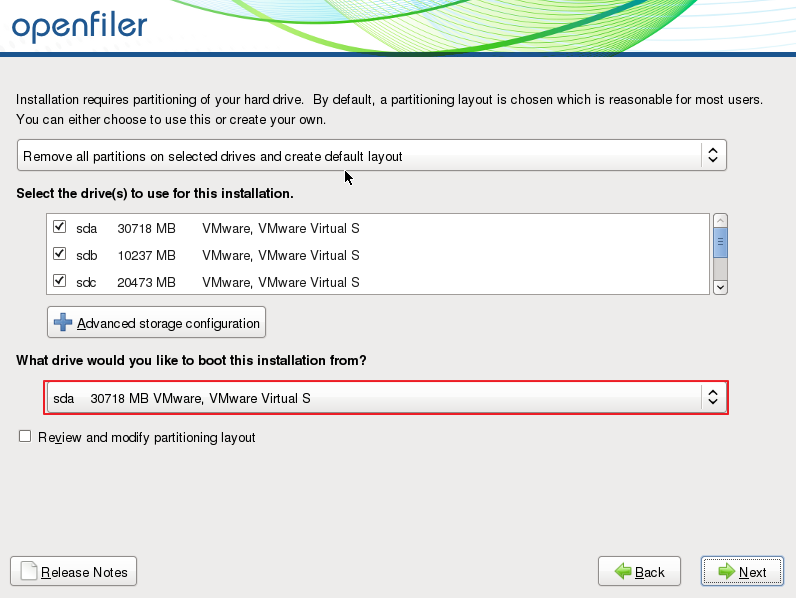 openfiler
Installation requires partitioning of your hard drive.  By default, a partitioning layout is chosen which is reasonable for most users.
You can either choose to use this or create your own.
Remove all partitions on selected drives and create default layout
Select the drive(s) to use for this installation.
sda 30718 MB VMware, VMware Virtual S
sdb 10237 MB VMware, VMware Virtual S
sdc 20473 MB VMware, VMware Virtual S
Advanced storage configuration
What drive would you like to boot this installation from?
sda 30718 MB VMware, VMware Virtual S
Review and modify partitioning layout
Release Notes Back Next